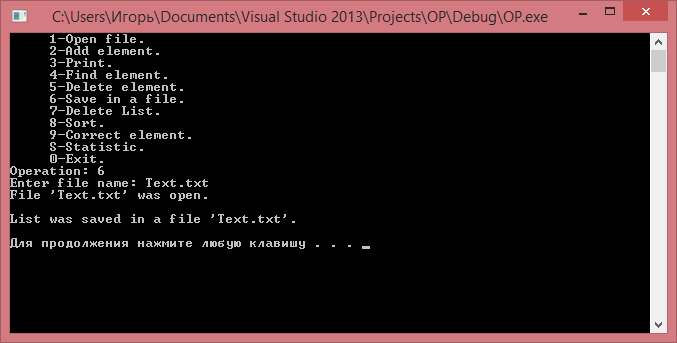 C:\Users\Игорь\Documents\Visual Studio 2013\Projects\OP\Debug\OP.exe
1-Open file.
2-Add element.
3-Print.
4-Find element.
5-Delete element.
6-Save in a file.
7-Delete List.
8-Sort.
9-Correct element.
S-Statistic.
0-Exit.
Operation: 6
Enter file name: Text.txt
File 'Text.txt' was open.
List was saved in a file 'Text.txt'.
Для продолжения нажмите любую клавишу . . . _